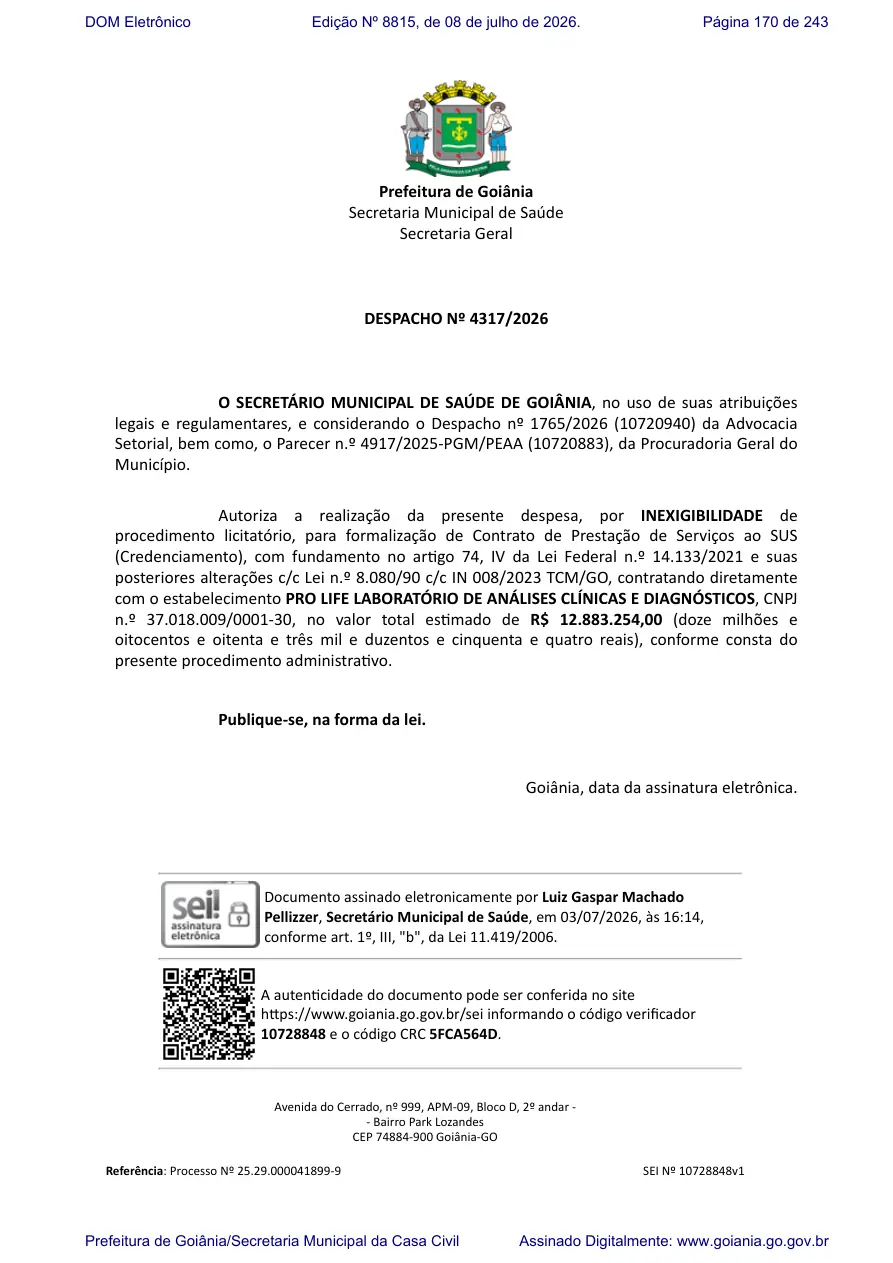 DOM Eletrônico Edição Nº 8815, de 08 de julho de 2026. Página 170 de 243
Prefeitura de Goiânia
Secretaria Municipal de Saúde
Secretaria Geral
DESPACHO Nº 4317/2026
O SECRETÁRIO MUNICIPAL DE SAÚDE DE GOIÂNIA, no uso de suas atribuições
legais e regulamentares, e considerando o Despacho nº 1765/2026 (10720940) da Advocacia
Setorial, bem como, o Parecer n.º 4917/2025-PGM/PEAA (10720883), da Procuradoria Geral do
Município.
Autoriza a realização da presente despesa, por INEXIGIBILIDADE de
procedimento licitatório, para formalização de Contrato de Prestação de Serviços ao SUS
(Credenciamento), com fundamento no artigo 74, IV da Lei Federal n.º 14.133/2021 e suas
posteriores alterações c/c Lei n.º 8.080/90 c/c IN 008/2023 TCM/GO, contratando diretamente
com o estabelecimento PRO LIFE LABORATÓRIO DE ANÁLISES CLÍNICAS E DIAGNÓSTICOS, CNPJ
n.º 37.018.009/0001-30, no valor total estimado de R$ 12.883.254,00 (doze milhões e
oitocentos e oitenta e três mil e duzentos e cinquenta e quatro reais), conforme consta do
presente procedimento administrativo.
Publique-se, na forma da lei.
Goiânia, data da assinatura eletrônica.
sei!
assinatura
eletrônica
Documento assinado eletronicamente por Luiz Gaspar Machado
Pellizzer, Secretário Municipal de Saúde, em 03/07/2026, às 16:14,
conforme art. 1º, III, "b", da Lei 11.419/2006.
A autenticidade do documento pode ser conferida no site
https://www.goiania.go.gov.br/sei informando o código verificador
10728848 e o código CRC 5FCA564D.
Avenida do Cerrado, nº 999, APM-09, Bloco D, 2º andar -
- Bairro Park Lozandes
CEP 74884-900 Goiânia-GO
Referência: Processo Nº 25.29.000041899-9 SEI Nº 10728848v1
Prefeitura de Goiânia/Secretaria Municipal da Casa Civil Assinado Digitalmente: www.goiania.go.gov.br